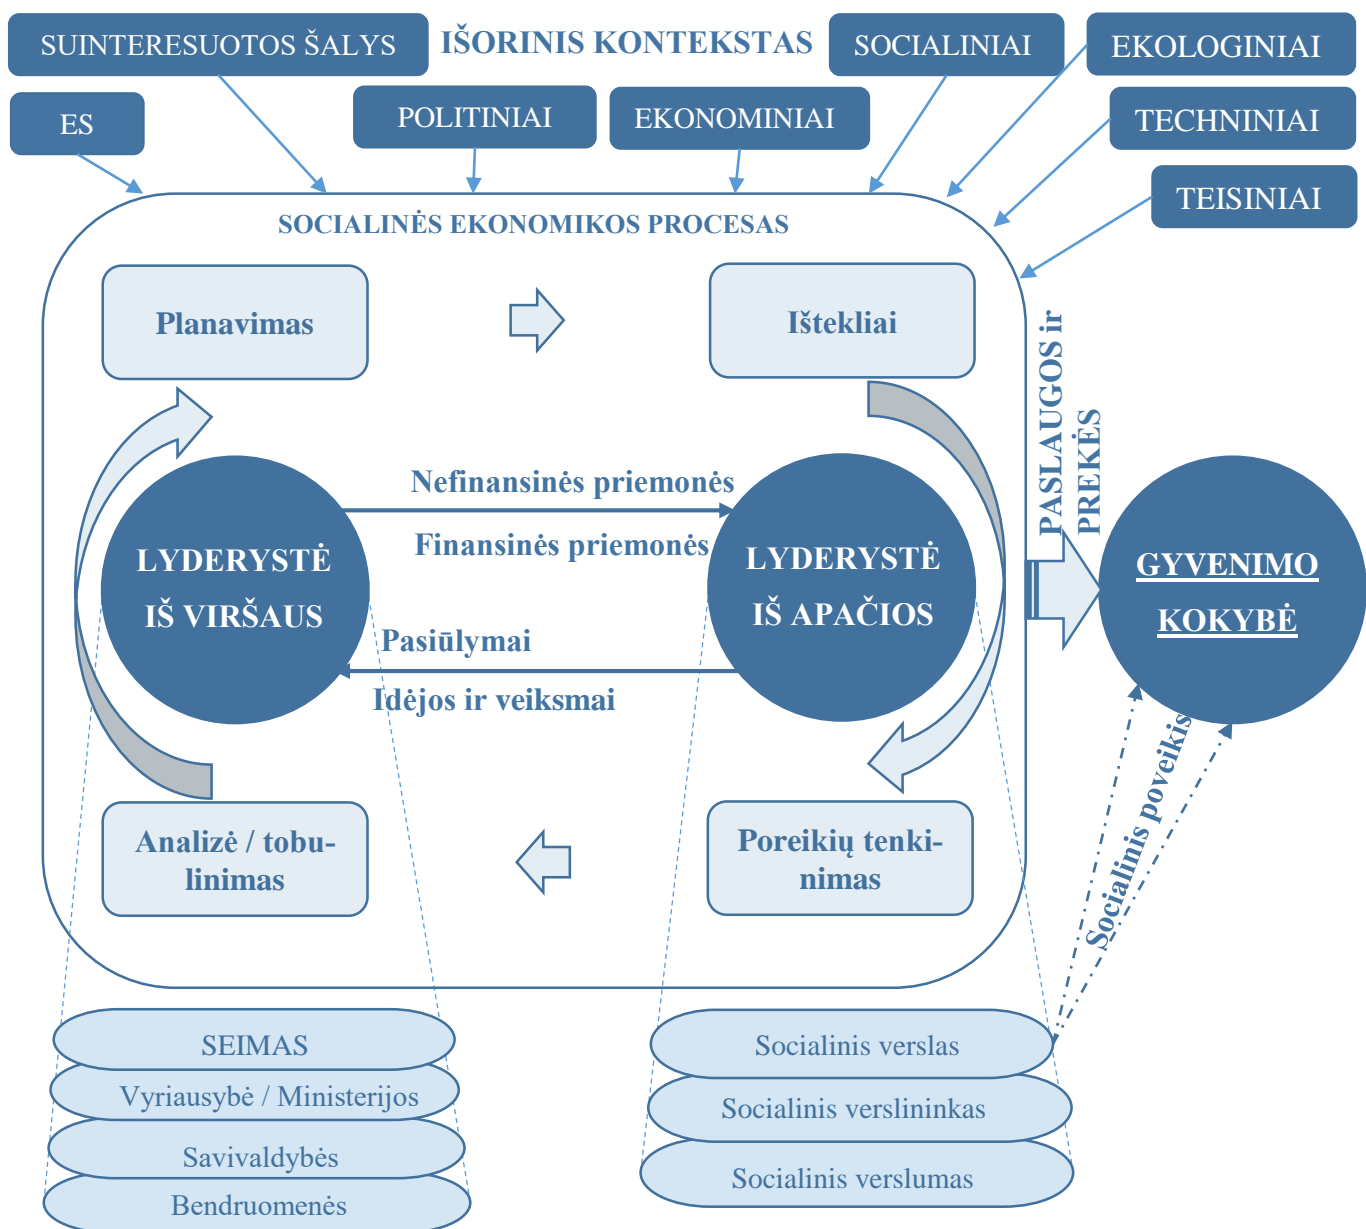 SUINTERESUOTOS ŠALYS
IŠORINIS KONTEKSTAS
SOCIALINIAI
EKOLOGINIAI
ES
POLITINIAI
EKONOMINIAI
TECHNINIAI
TEISINIAI
SOCIALINĖS EKONOMIKOS PROCESAS
Planavimas
Ištekliai
PASLAUGOS ir
PREKĖS
Nefinansinės priemonės
Finansinės priemonės
LYDERYSTĖ
IŠ VIRŠAUS
LYDERYSTĖ
IŠ APAČIOS
GYVENIMO
KOKYBĖ
Pasiūlymai
Idėjos ir veiksmai
Socialinis poveikis
Analizė / tobu-
linimas
Poreikių tenki-
nimas
SEIMAS
Vyriausybė / Ministerijos
Savivaldybės
Bendruomenės
Socialinis verslas
Socialinis verslininkas
Socialinis verslumas